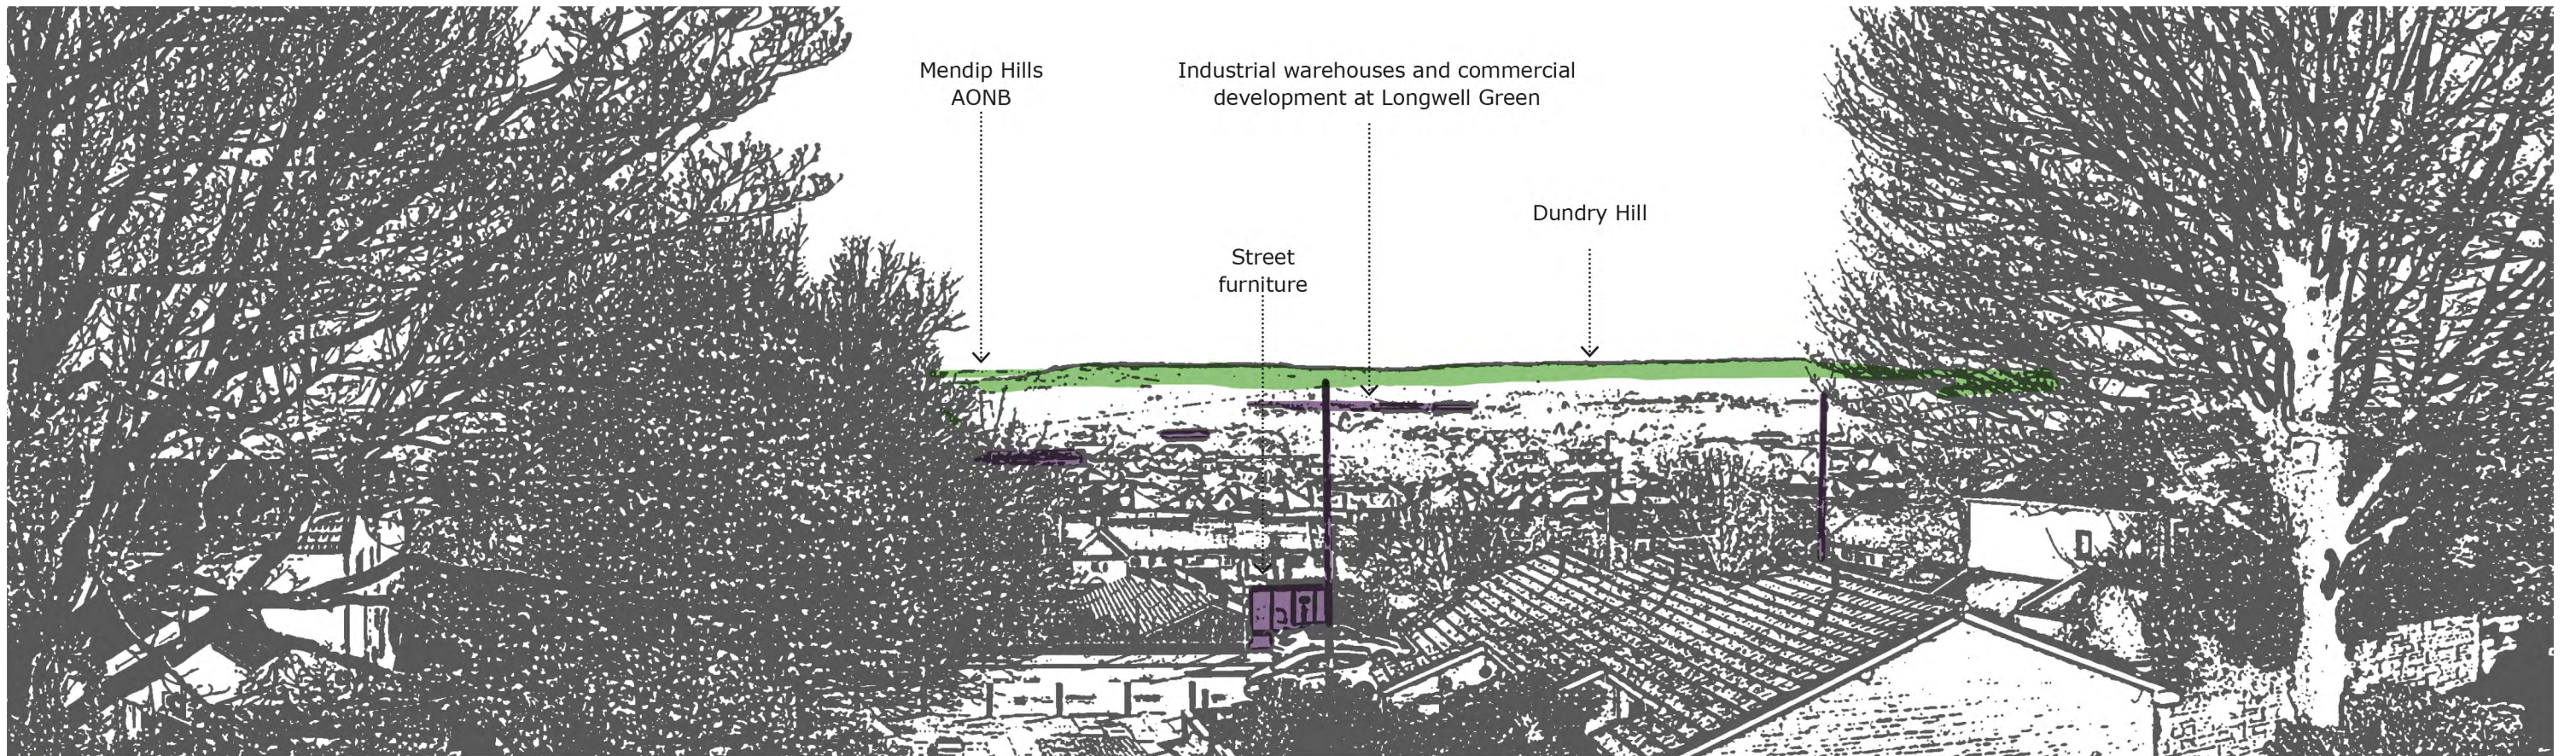 Mendip Hills
AONB
Industrial warehouses and commercial
development at Longwell Green
Dundry Hill
Street
furniture